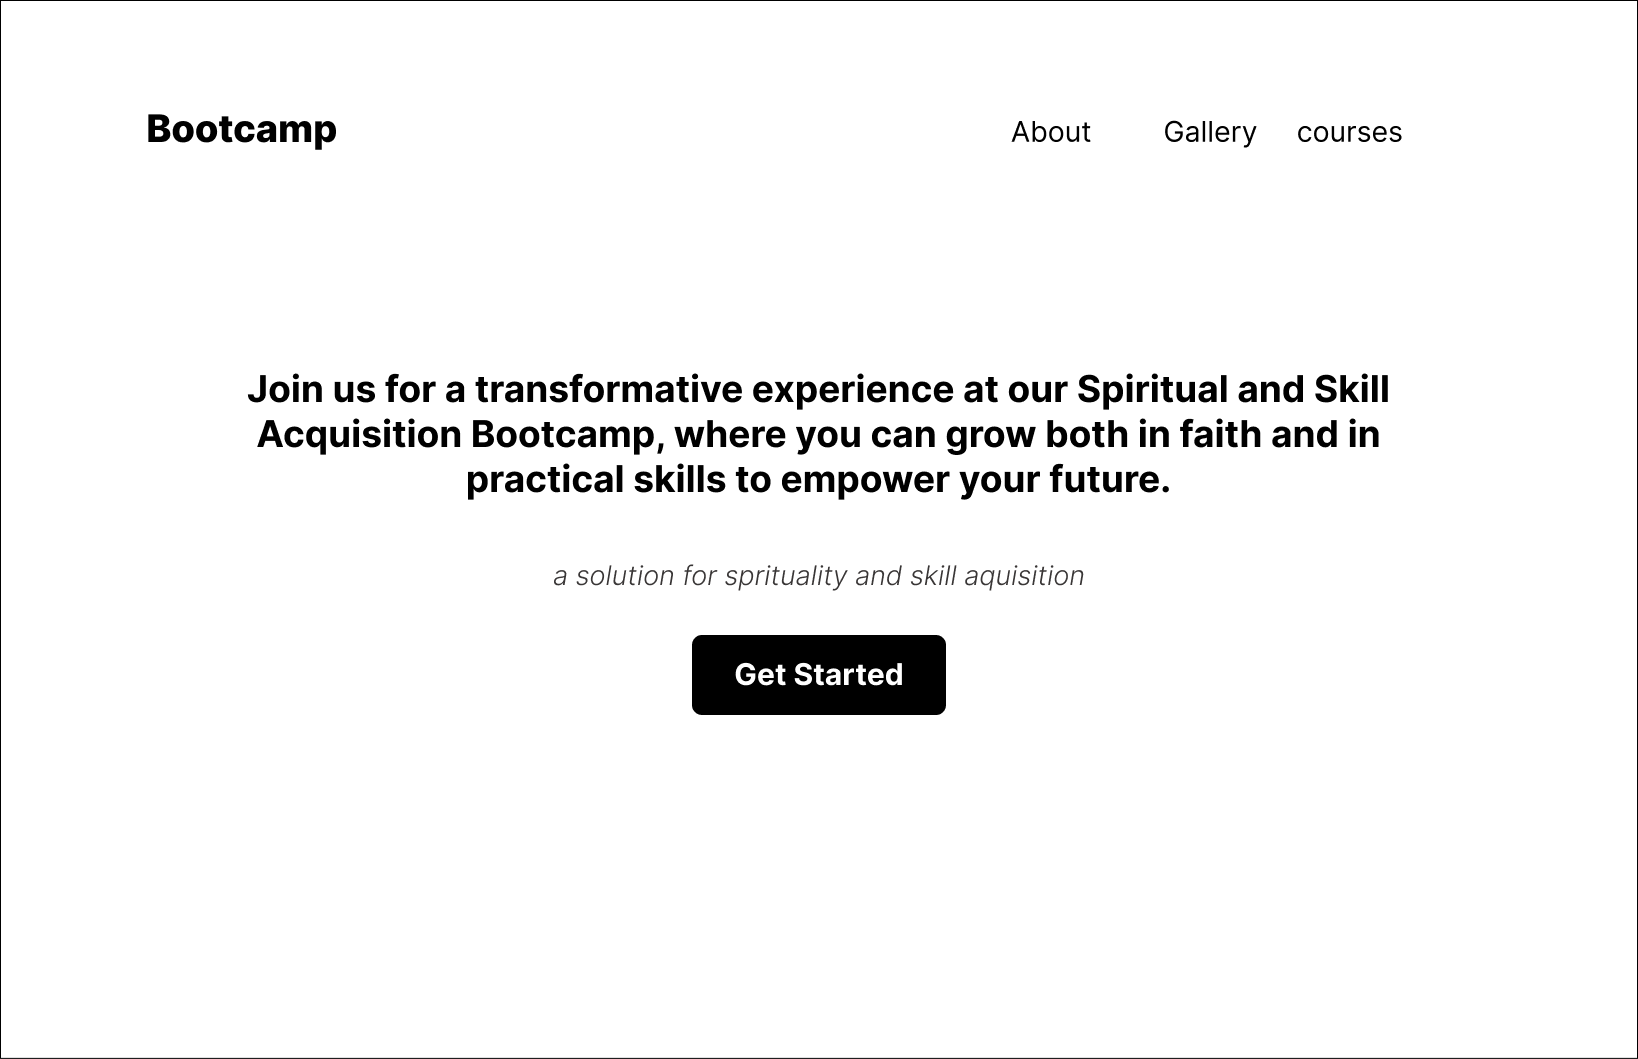 Bootcamp
About Gallery courses
Join us for a transformative experience at our Spiritual and Skill
Acquisition Bootcamp, where you can grow both in faith and in
practical skills to empower your future.
a solution for sprituality and skill aquisition
Get Started